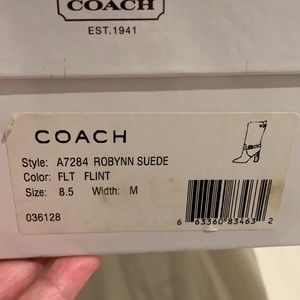 COACH
EST. 1941
COACH
Style: A7284 ROBYNN SUEDE
Color: FLT FLINT
Size: 8.5 Width: M
036128
6 63360 83463 2